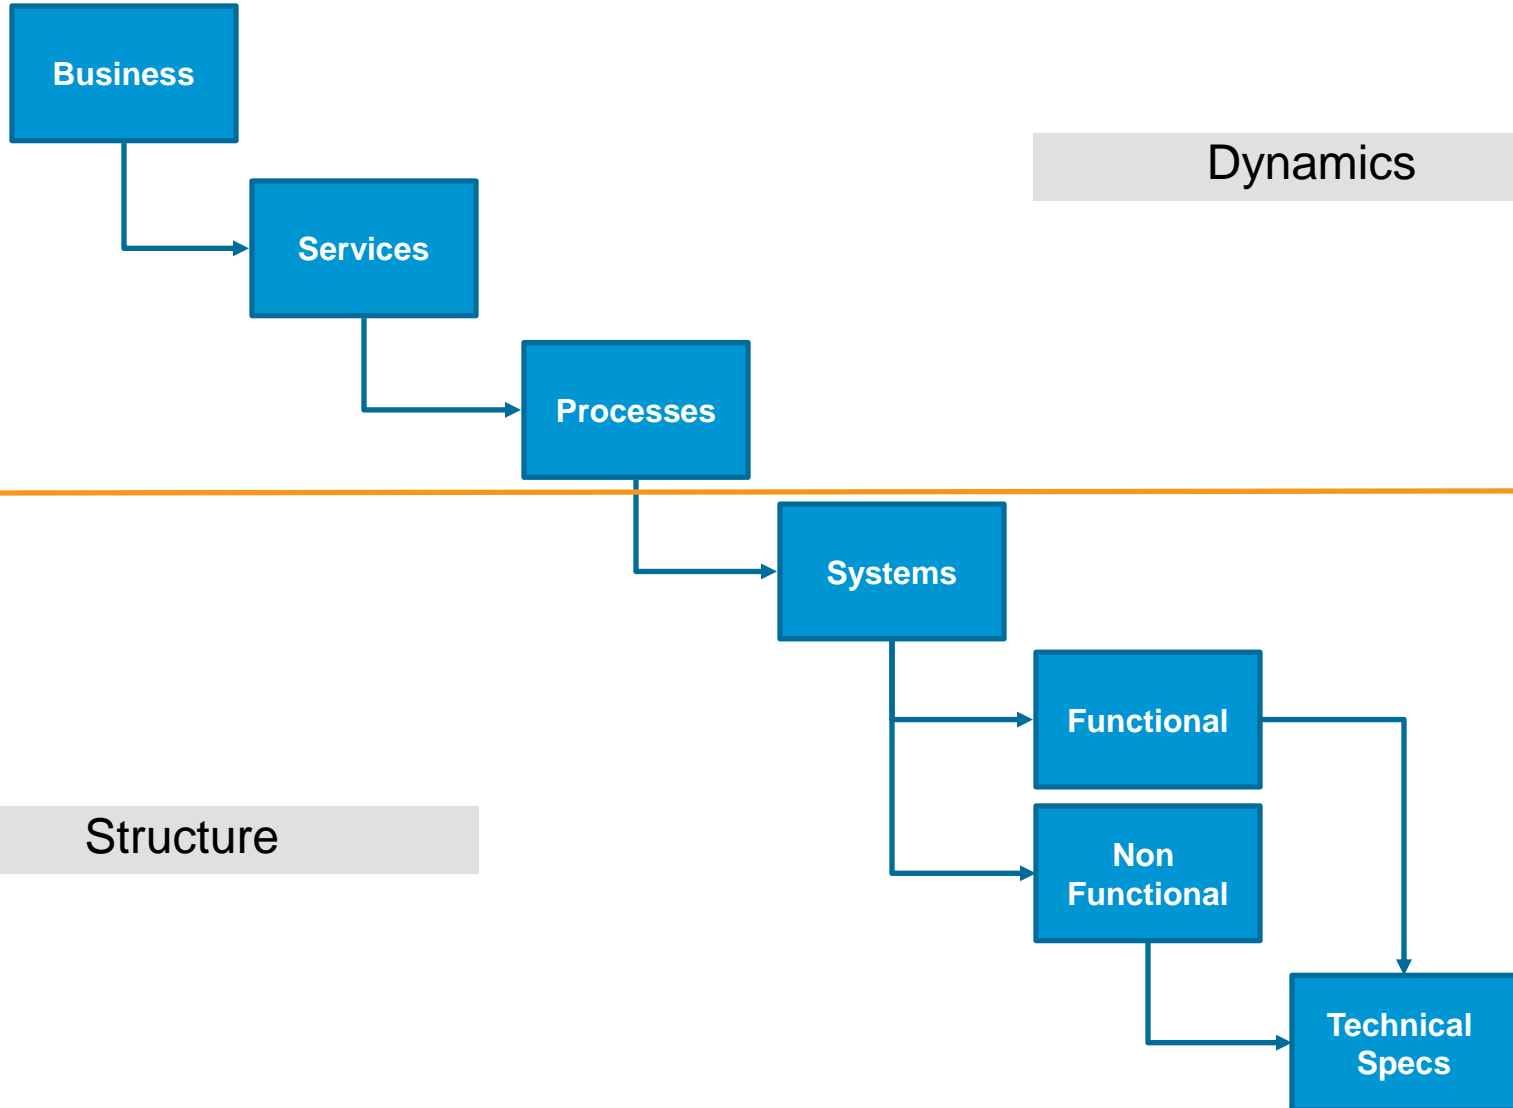 Business
Dynamics
Services
Processes
Systems
Functional
Structure
Non
Functional
Technical
Specs